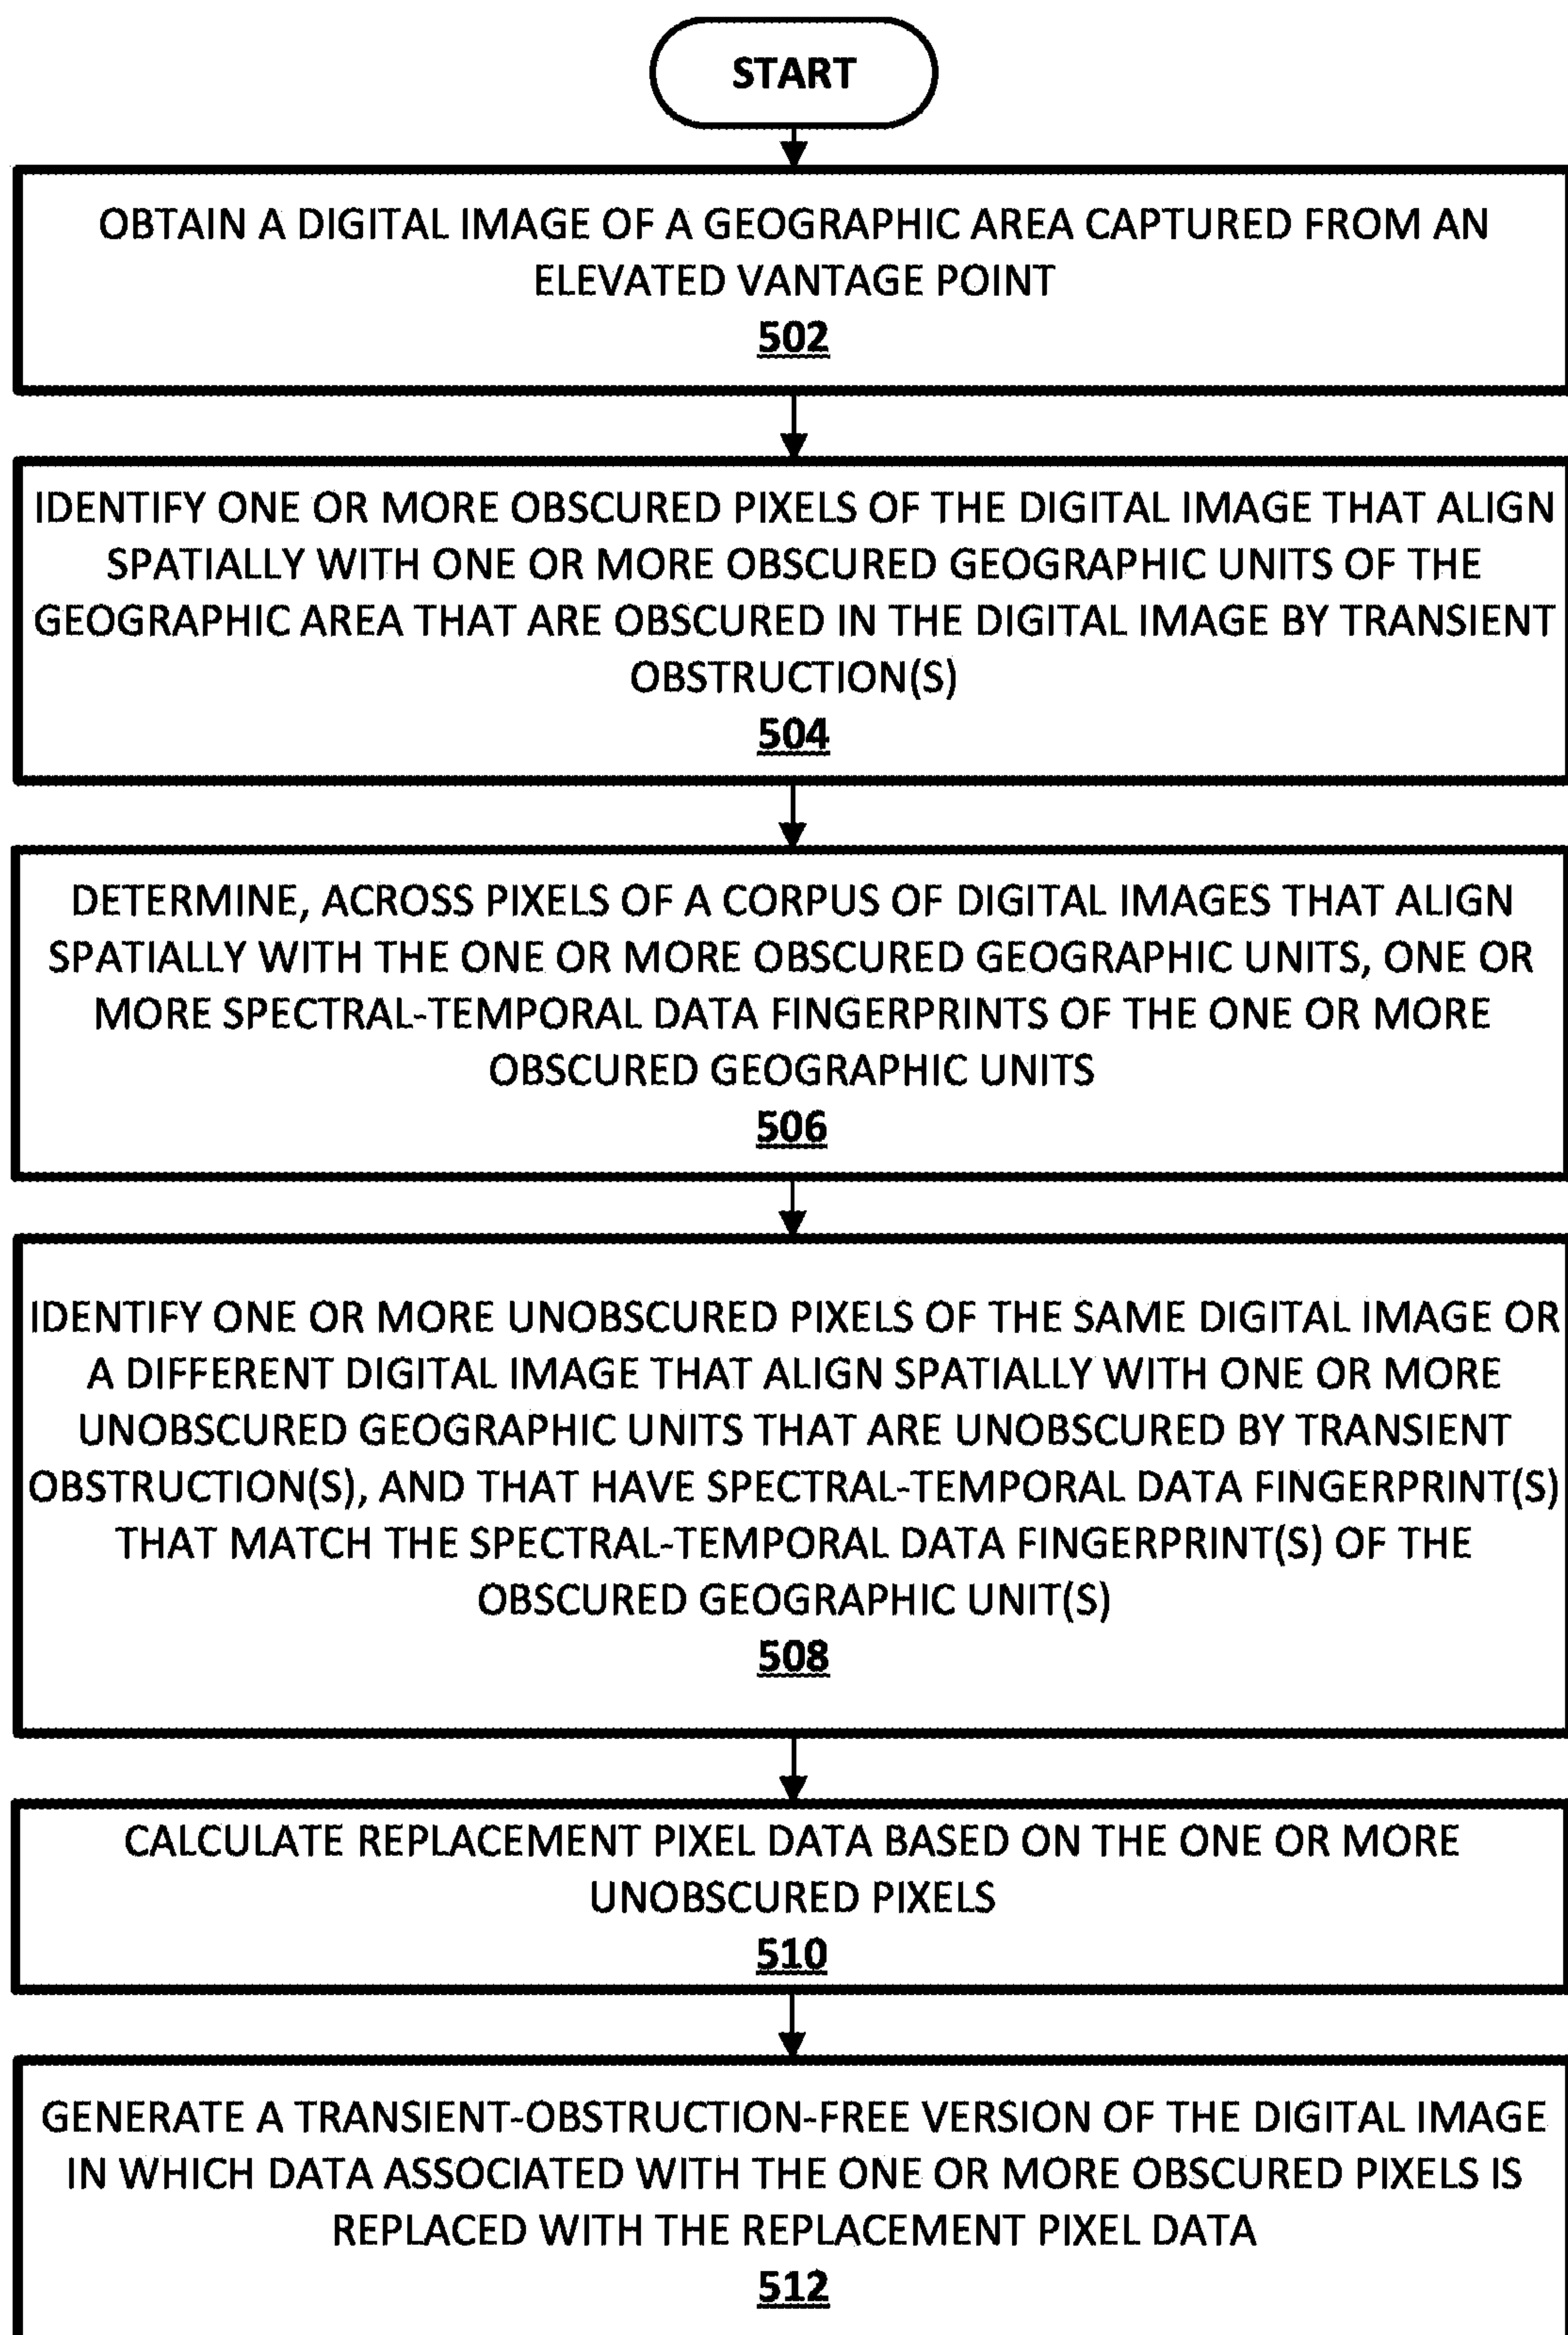 START
OBTAIN A DIGITAL IMAGE OF A GEOGRAPHIC AREA CAPTURED FROM AN
ELEVATED VANTAGE POINT
502
IDENTIFY ONE OR MORE OBSCURED PIXELS OF THE DIGITAL IMAGE THAT ALIGN
SPATIALLY WITH ONE OR MORE OBSCURED GEOGRAPHIC UNITS OF THE
GEOGRAPHIC AREA THAT ARE OBSCURED IN THE DIGITAL IMAGE BY TRANSIENT
OBSTRUCTION(S)
504
DETERMINE, ACROSS PIXELS OF A CORPUS OF DIGITAL IMAGES THAT ALIGN
SPATIALLY WITH THE ONE OR MORE OBSCURED GEOGRAPHIC UNITS, ONE OR
MORE SPECTRAL-TEMPORAL DATA FINGERPRINTS OF THE ONE OR MORE
OBSCURED GEOGRAPHIC UNITS
506
IDENTIFY ONE OR MORE UNOBSCURED PIXELS OF THE SAME DIGITAL IMAGE OR
A DIFFERENT DIGITAL IMAGE THAT ALIGN SPATIALLY WITH ONE OR MORE
UNOBSCURED GEOGRAPHIC UNITS THAT ARE UNOBSCURED BY TRANSIENT
OBSTRUCTION(S), AND THAT HAVE SPECTRAL-TEMPORAL DATA FINGERPRINT(S)
THAT MATCH THE SPECTRAL-TEMPORAL DATA FINGERPRINT(S) OF THE
OBSCURED GEOGRAPHIC UNIT(S)
508
CALCULATE REPLACEMENT PIXEL DATA BASED ON THE ONE OR MORE
UNOBSCURED PIXELS
510
GENERATE A TRANSIENT-OBSTRUCTION-FREE VERSION OF THE DIGITAL IMAGE
IN WHICH DATA ASSOCIATED WITH THE ONE OR MORE OBSCURED PIXELS IS
REPLACED WITH THE REPLACEMENT PIXEL DATA
512